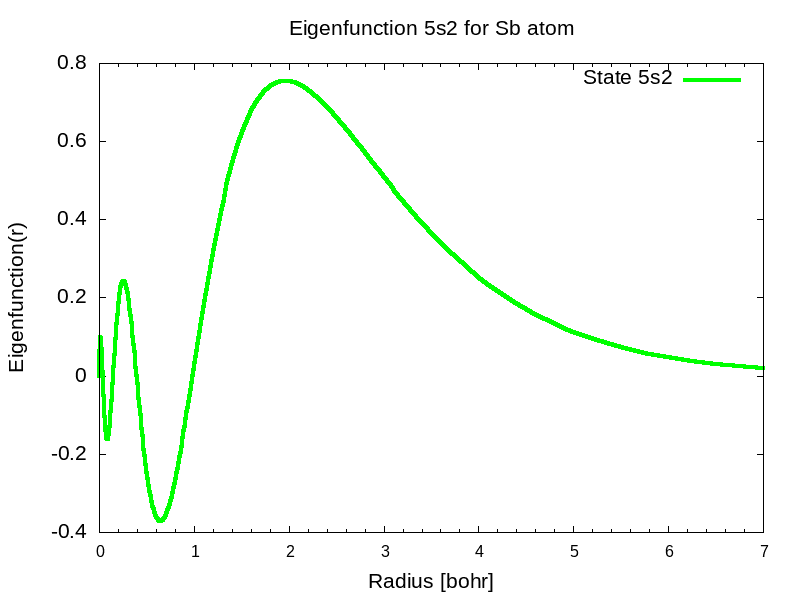 Eigenfunction 5s2 for Sb atom
State 5s2
Eigenfunction(r)
0.8
0.6
0.4
0.2
0
-0.2
-0.4
0 1 2 3 4 5 6 7
Radius [bohr]